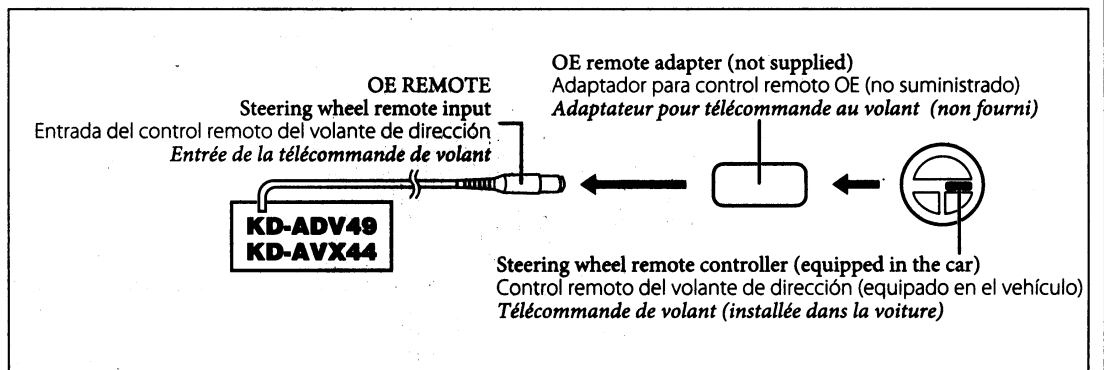 OE REMOTE
Steering wheel remote input
Entrada del control remoto del volante de dirección
Entrée de la télécommande de volant
OE remote adapter (not supplied)
Adaptador para control remoto OE (no suministrado)
Adaptateur pour télécommande au volant (non fourni)
KD-ADV49
KD-AVX44
Steering wheel remote controller (equipped in the car)
Control remoto del volante de dirección (equipado en el vehículo)
Télécommande de volant (installée dans la voiture)